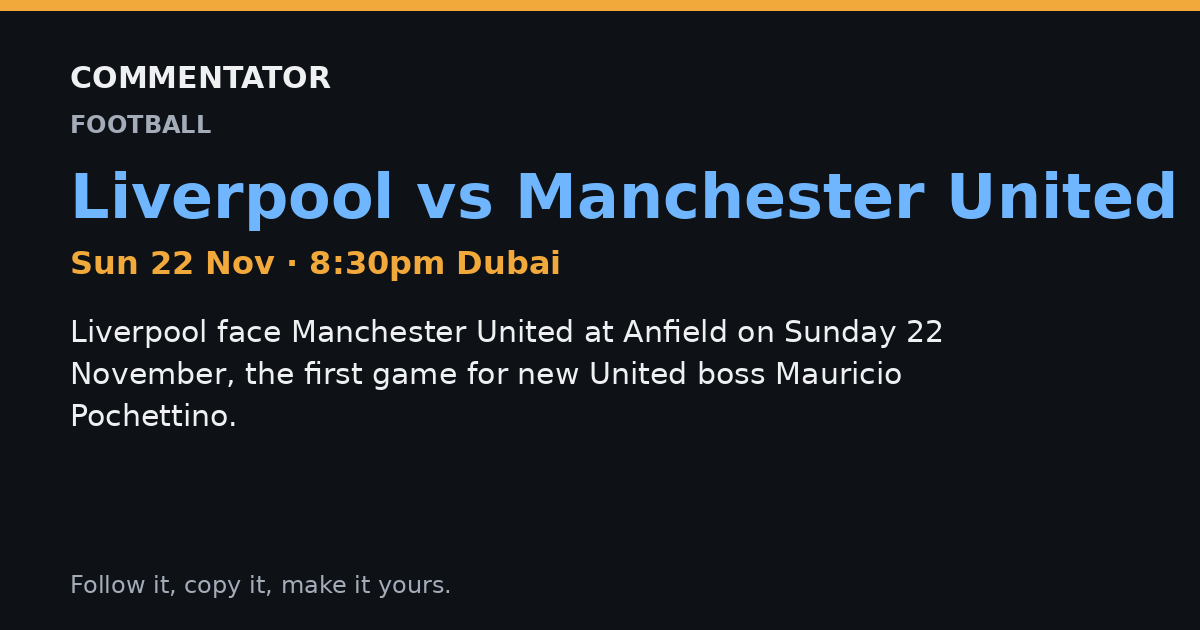 COMMENTATOR
FOOTBALL
Liverpool vs Manchester United
Sun 22 Nov · 8:30pm Dubai
Liverpool face Manchester United at Anfield on Sunday 22
November, the first game for new United boss Mauricio
Pochettino.
Follow it, copy it, make it yours.